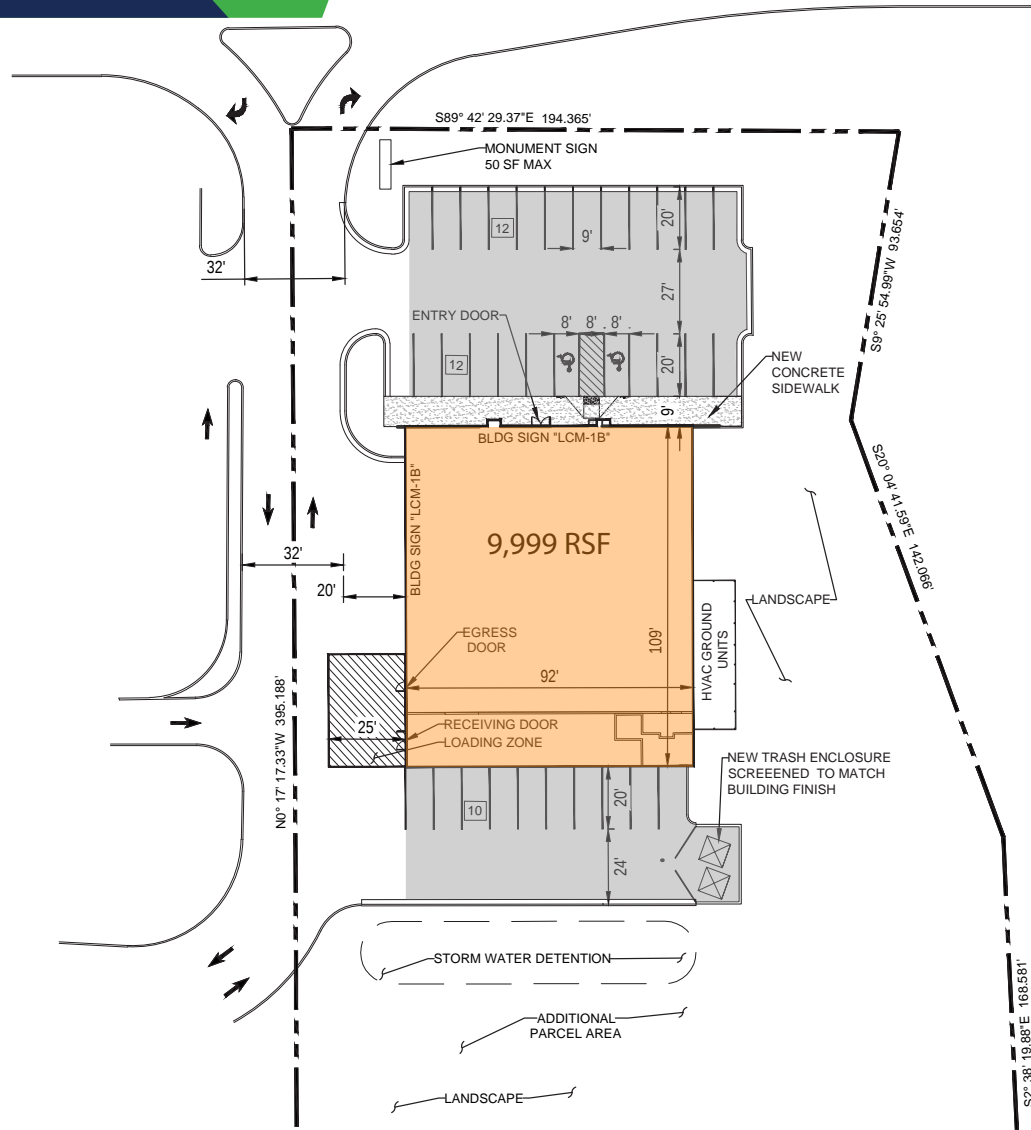 S89° 42' 29.37"E 194.365'
MONUMENT SIGN
50 SF MAX
S9° 25' 54.99"W 93.654'
12
20'
9'
32'
27'
ENTRY DOOR
8'
8'
8'
12
20'
NEW
CONCRETE
SIDEWALK
9'
BLDG SIGN "LCM-1B"
BLDG SIGN "LCM-1B"
S20° 04' 41.59"E 142.066'
9,999 RSF
32'
20'
LANDSCAPE
EGRESS
DOOR
109'
HVAC GROUND
UNITS
92'
N0° 17' 17.33"W 395.188'
25'
RECEIVING DOOR
LOADING ZONE
NEW TRASH ENCLOSURE
SCREEENED TO MATCH
BUILDING FINISH
10
20'
24'
STORM WATER DETENTION
S2° 38' 19.88"E 168.581'
ADDITIONAL
PARCEL AREA
LANDSCAPE